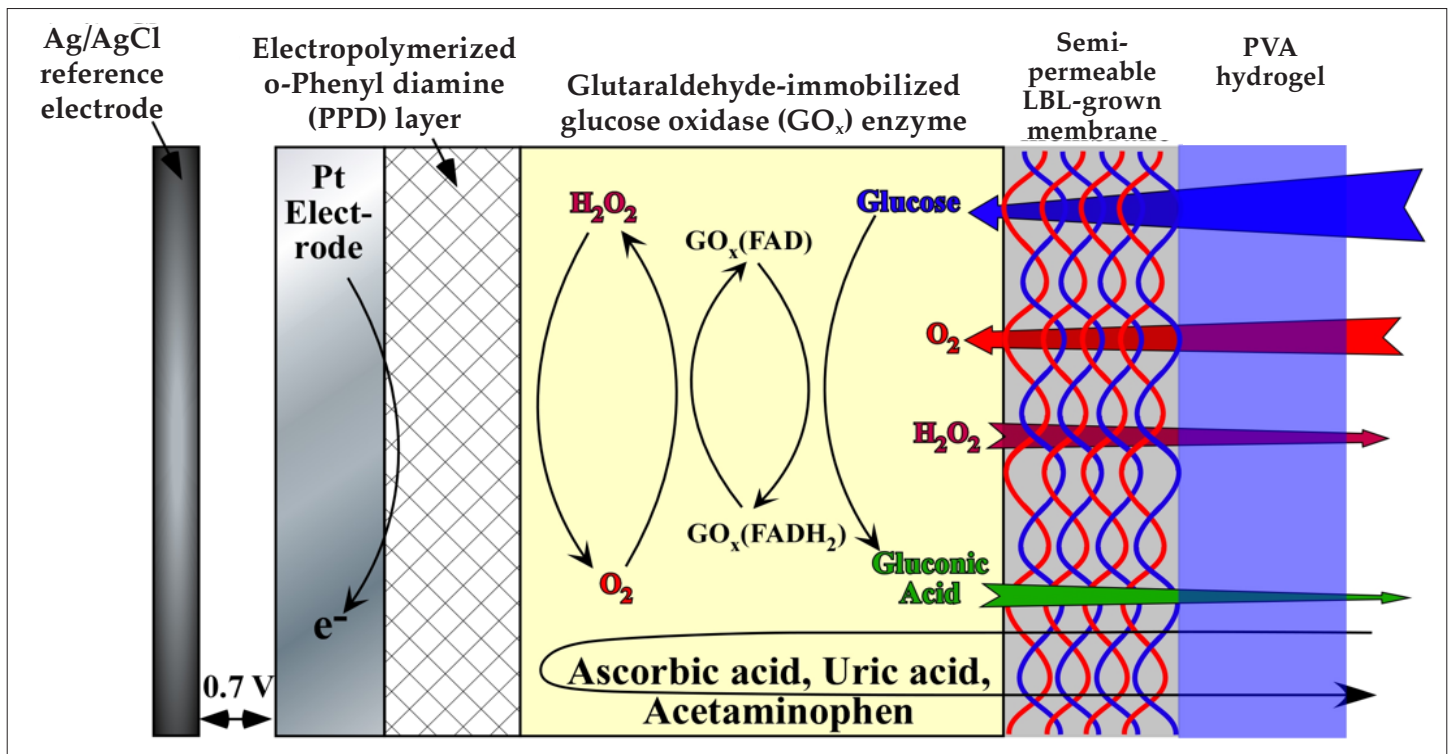 Ag/AgCl
reference
electrode
Electropolymerized
o-Phenyl diamine
(PPD) layer
Glutaraldehyde-immobilized
glucose oxidase (GOₓ) enzyme
Semi-
permeable
LBL-grown
membrane
PVA
hydrogel
Pt
Elect-
rode
e⁻
0.7 V
H₂O₂
O₂
GOₓ(FAD)
GOₓ(FADH₂)
Glucose
O₂
H₂O₂
Gluconic
Acid
Ascorbic acid, Uric acid,
Acetaminophen